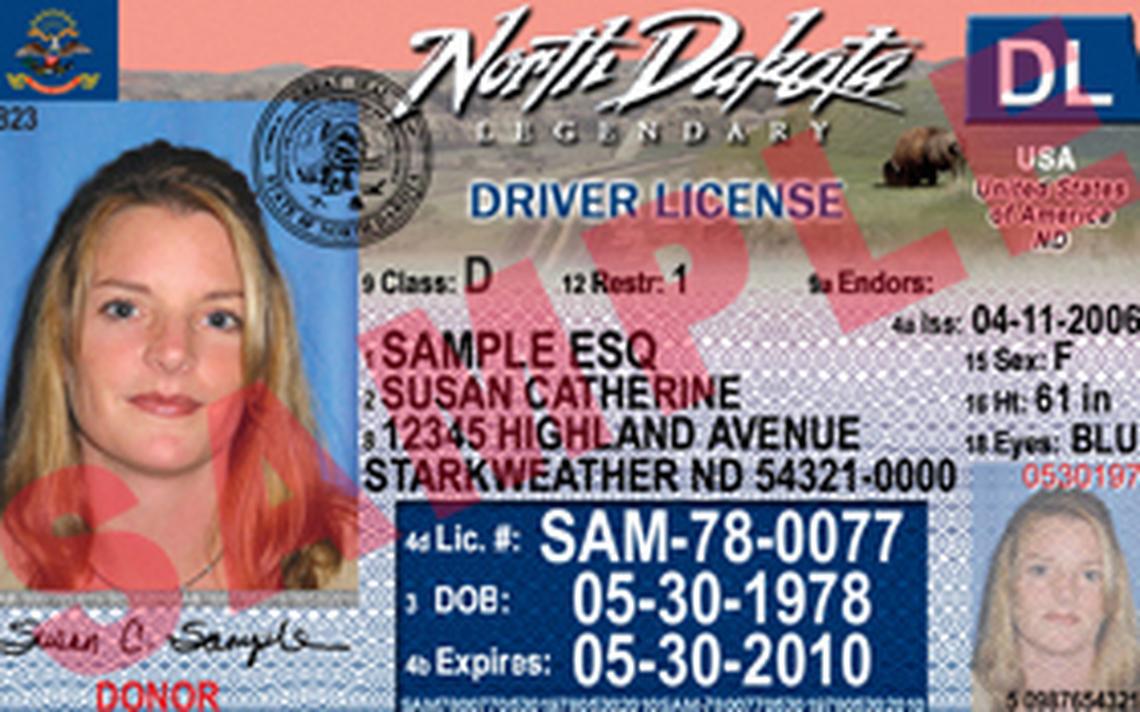 North Dakota
LEGENDARY
DL
323
USA
United States
of America
ND
DRIVER LICENSE
9 Class: D 12 Restr: 1 9a Endors:
4a Iss: 04-11-2006
1 SAMPLE ESQ
15 Sex: F
2 SUSAN CATHERINE
16 Ht: 61 in
8 12345 HIGHLAND AVENUE
18 Eyes: BLU
STARKWEATHER ND 54321-0000
0530197
4d Lic. #: SAM-78-0077
3 DOB: 05-30-1978
4b Expires: 05-30-2010
Susan C. Sample
DONOR
5 0987654321
SAMPLE